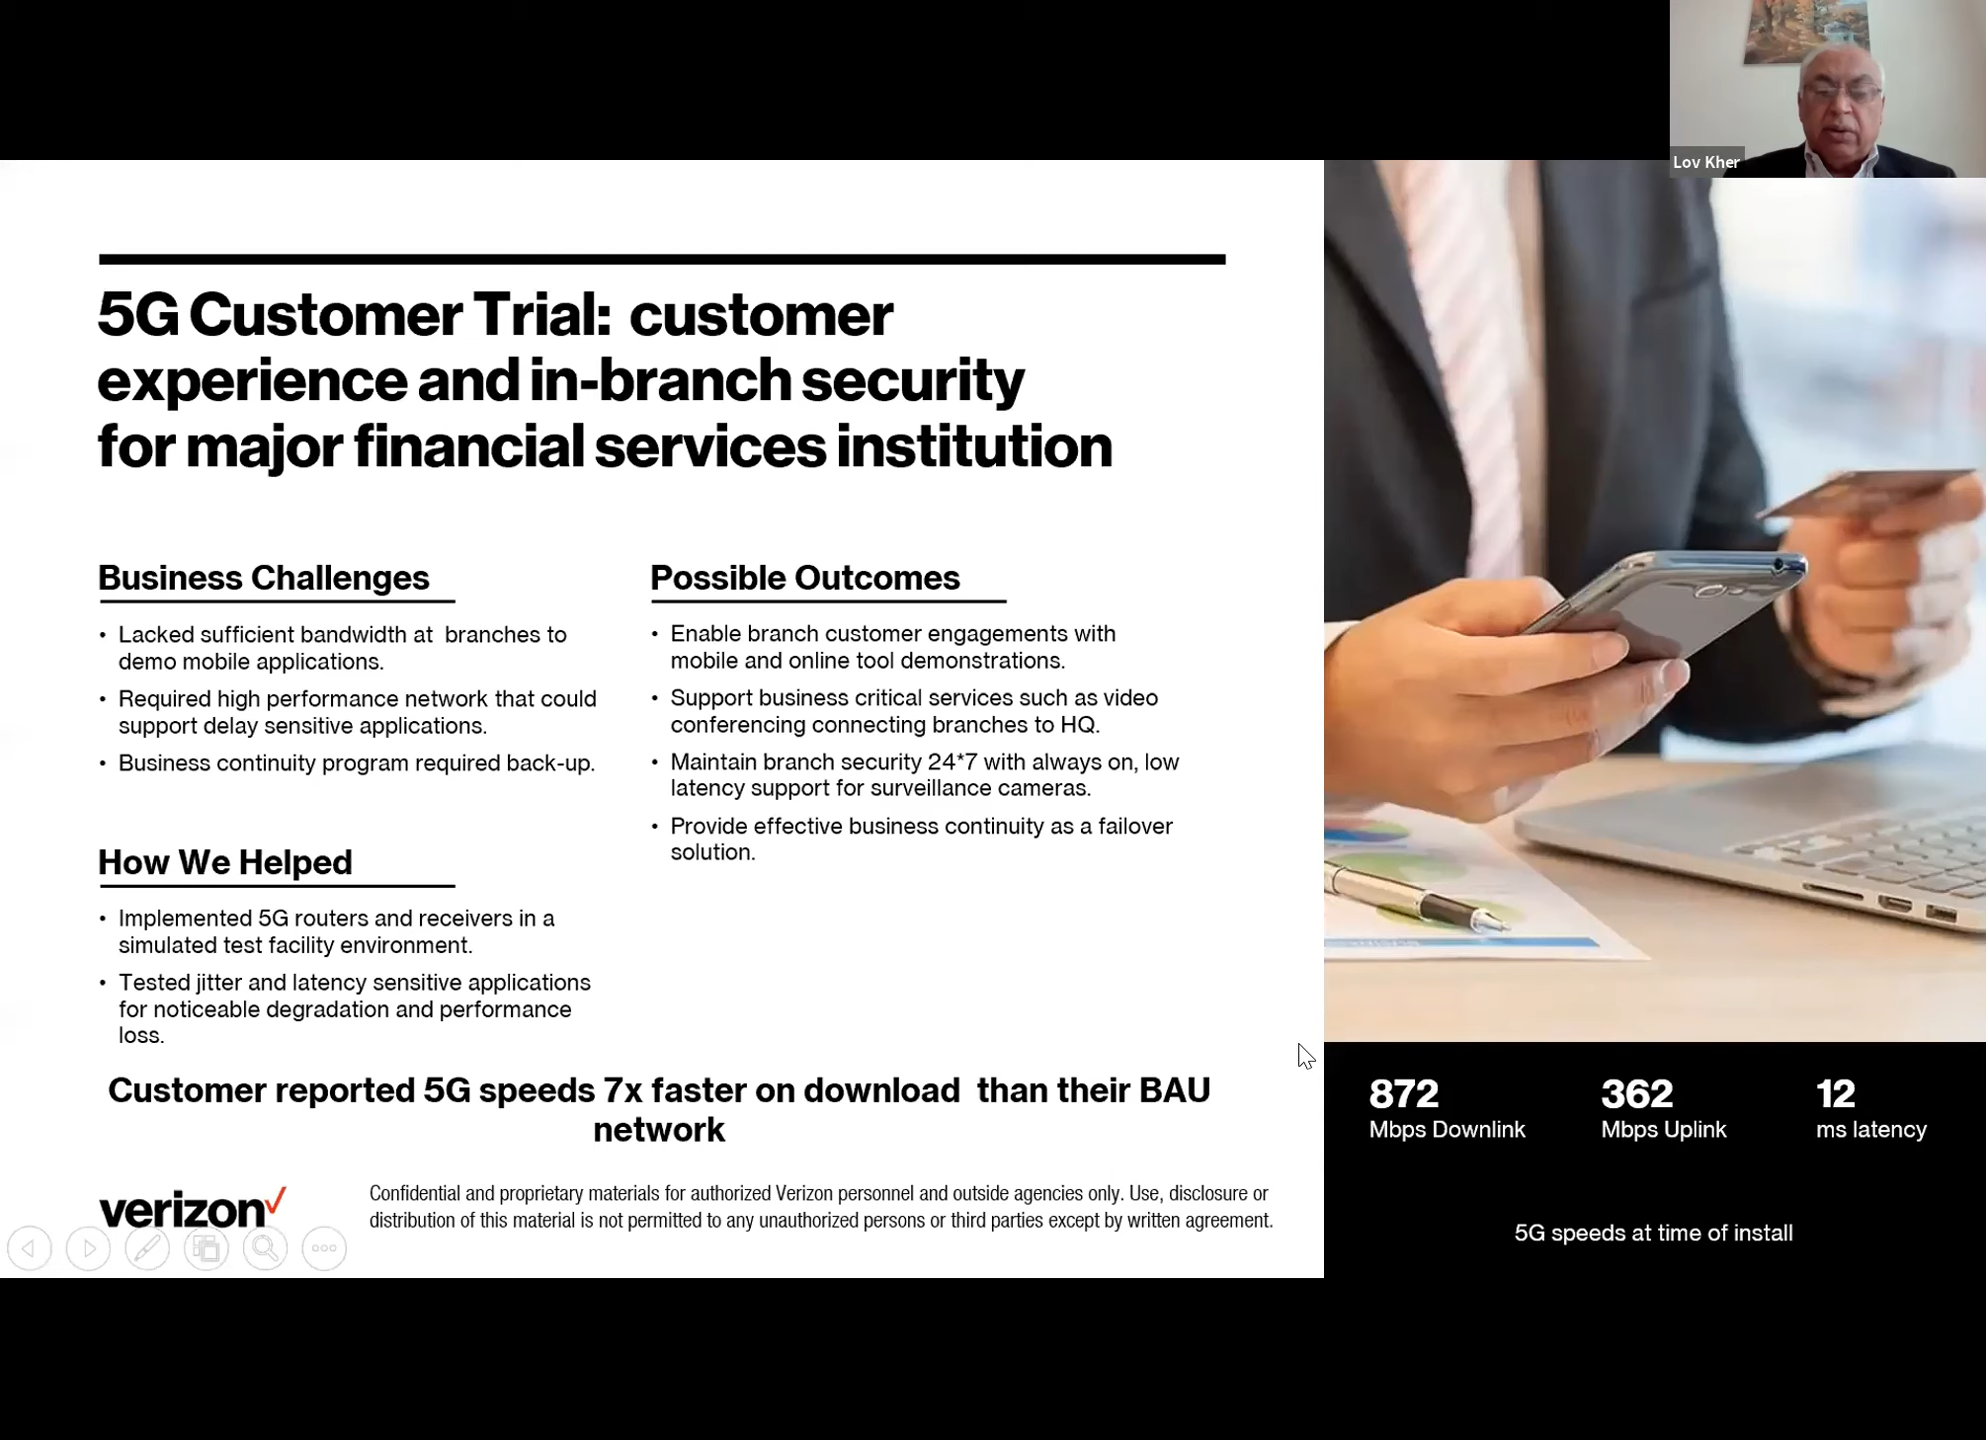 Lov Kher
5G Customer Trial: customer
experience and in-branch security
for major financial services institution
Business Challenges
• Lacked sufficient bandwidth at branches to
demo mobile applications.
• Required high performance network that could
support delay sensitive applications.
• Business continuity program required back-up.
How We Helped
• Implemented 5G routers and receivers in a
simulated test facility environment.
• Tested jitter and latency sensitive applications
for noticeable degradation and performance
loss.
Possible Outcomes
• Enable branch customer engagements with
mobile and online tool demonstrations.
• Support business critical services such as video
conferencing connecting branches to HQ.
• Maintain branch security 24*7 with always on, low
latency support for surveillance cameras.
• Provide effective business continuity as a failover
solution.
Customer reported 5G speeds 7x faster on download than their BAU
network
verizon
Confidential and proprietary materials for authorized Verizon personnel and outside agencies only. Use, disclosure or
distribution of this material is not permitted to any unauthorized persons or third parties except by written agreement.
872
Mbps Downlink
362
Mbps Uplink
12
ms latency
5G speeds at time of install